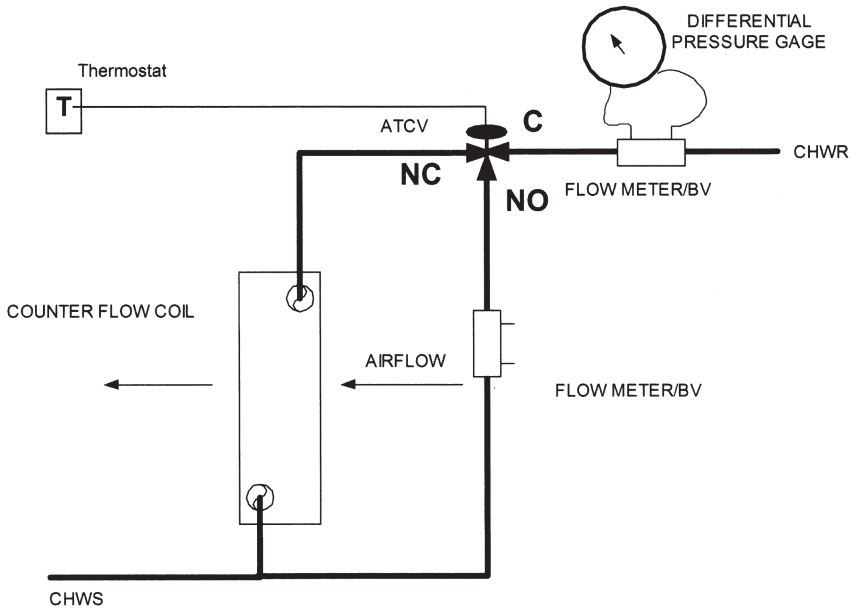 DIFFERENTIAL
PRESSURE GAGE
Thermostat
T
ATCV
C
CHWR
NC
FLOW METER/BV
NO
COUNTER FLOW COIL
AIRFLOW
FLOW METER/BV
CHWS